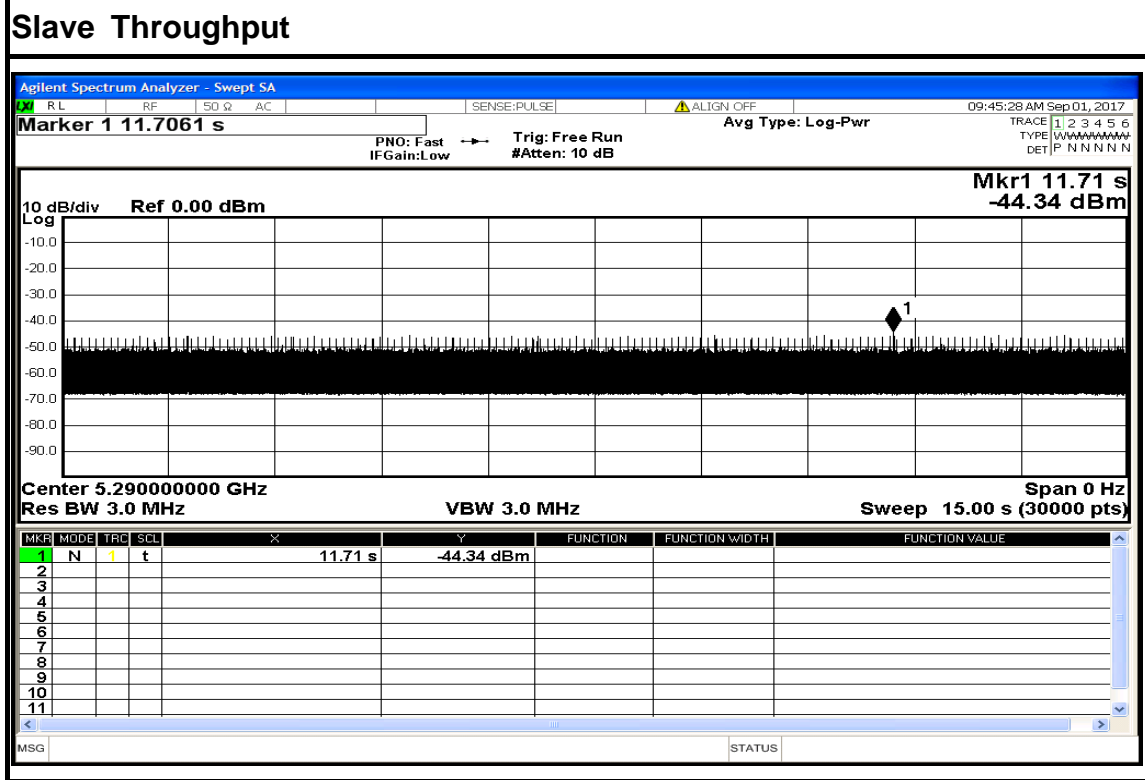 Slave Throughput
Agilent Spectrum Analyzer - Swept SA
LXI RL RF 50 Ω AC SENSE:PULSE ALIGN OFF 09:45:28 AM Sep 01, 2017
Marker 1 11.7061 s
PNO: Fast
IFGain:Low
Trig: Free Run
#Atten: 10 dB
Avg Type: Log-Pwr
TRACE 1 2 3 4 5 6
TYPE WWWWWW
DET P N N N N N
Mkr1 11.71 s
-44.34 dBm
10 dB/div Ref 0.00 dBm
Log
-10.0
-20.0
-30.0
-40.0
-50.0
-60.0
-70.0
-80.0
-90.0
1
Center 5.290000000 GHz Span 0 Hz
Res BW 3.0 MHz VBW 3.0 MHz Sweep 15.00 s (30000 pts)
MKR MODE TRC SCL X Y FUNCTION FUNCTION WIDTH FUNCTION VALUE
1 N 1 t 11.71 s -44.34 dBm
2
3
4
5
6
7
8
9
10
11
MSG STATUS